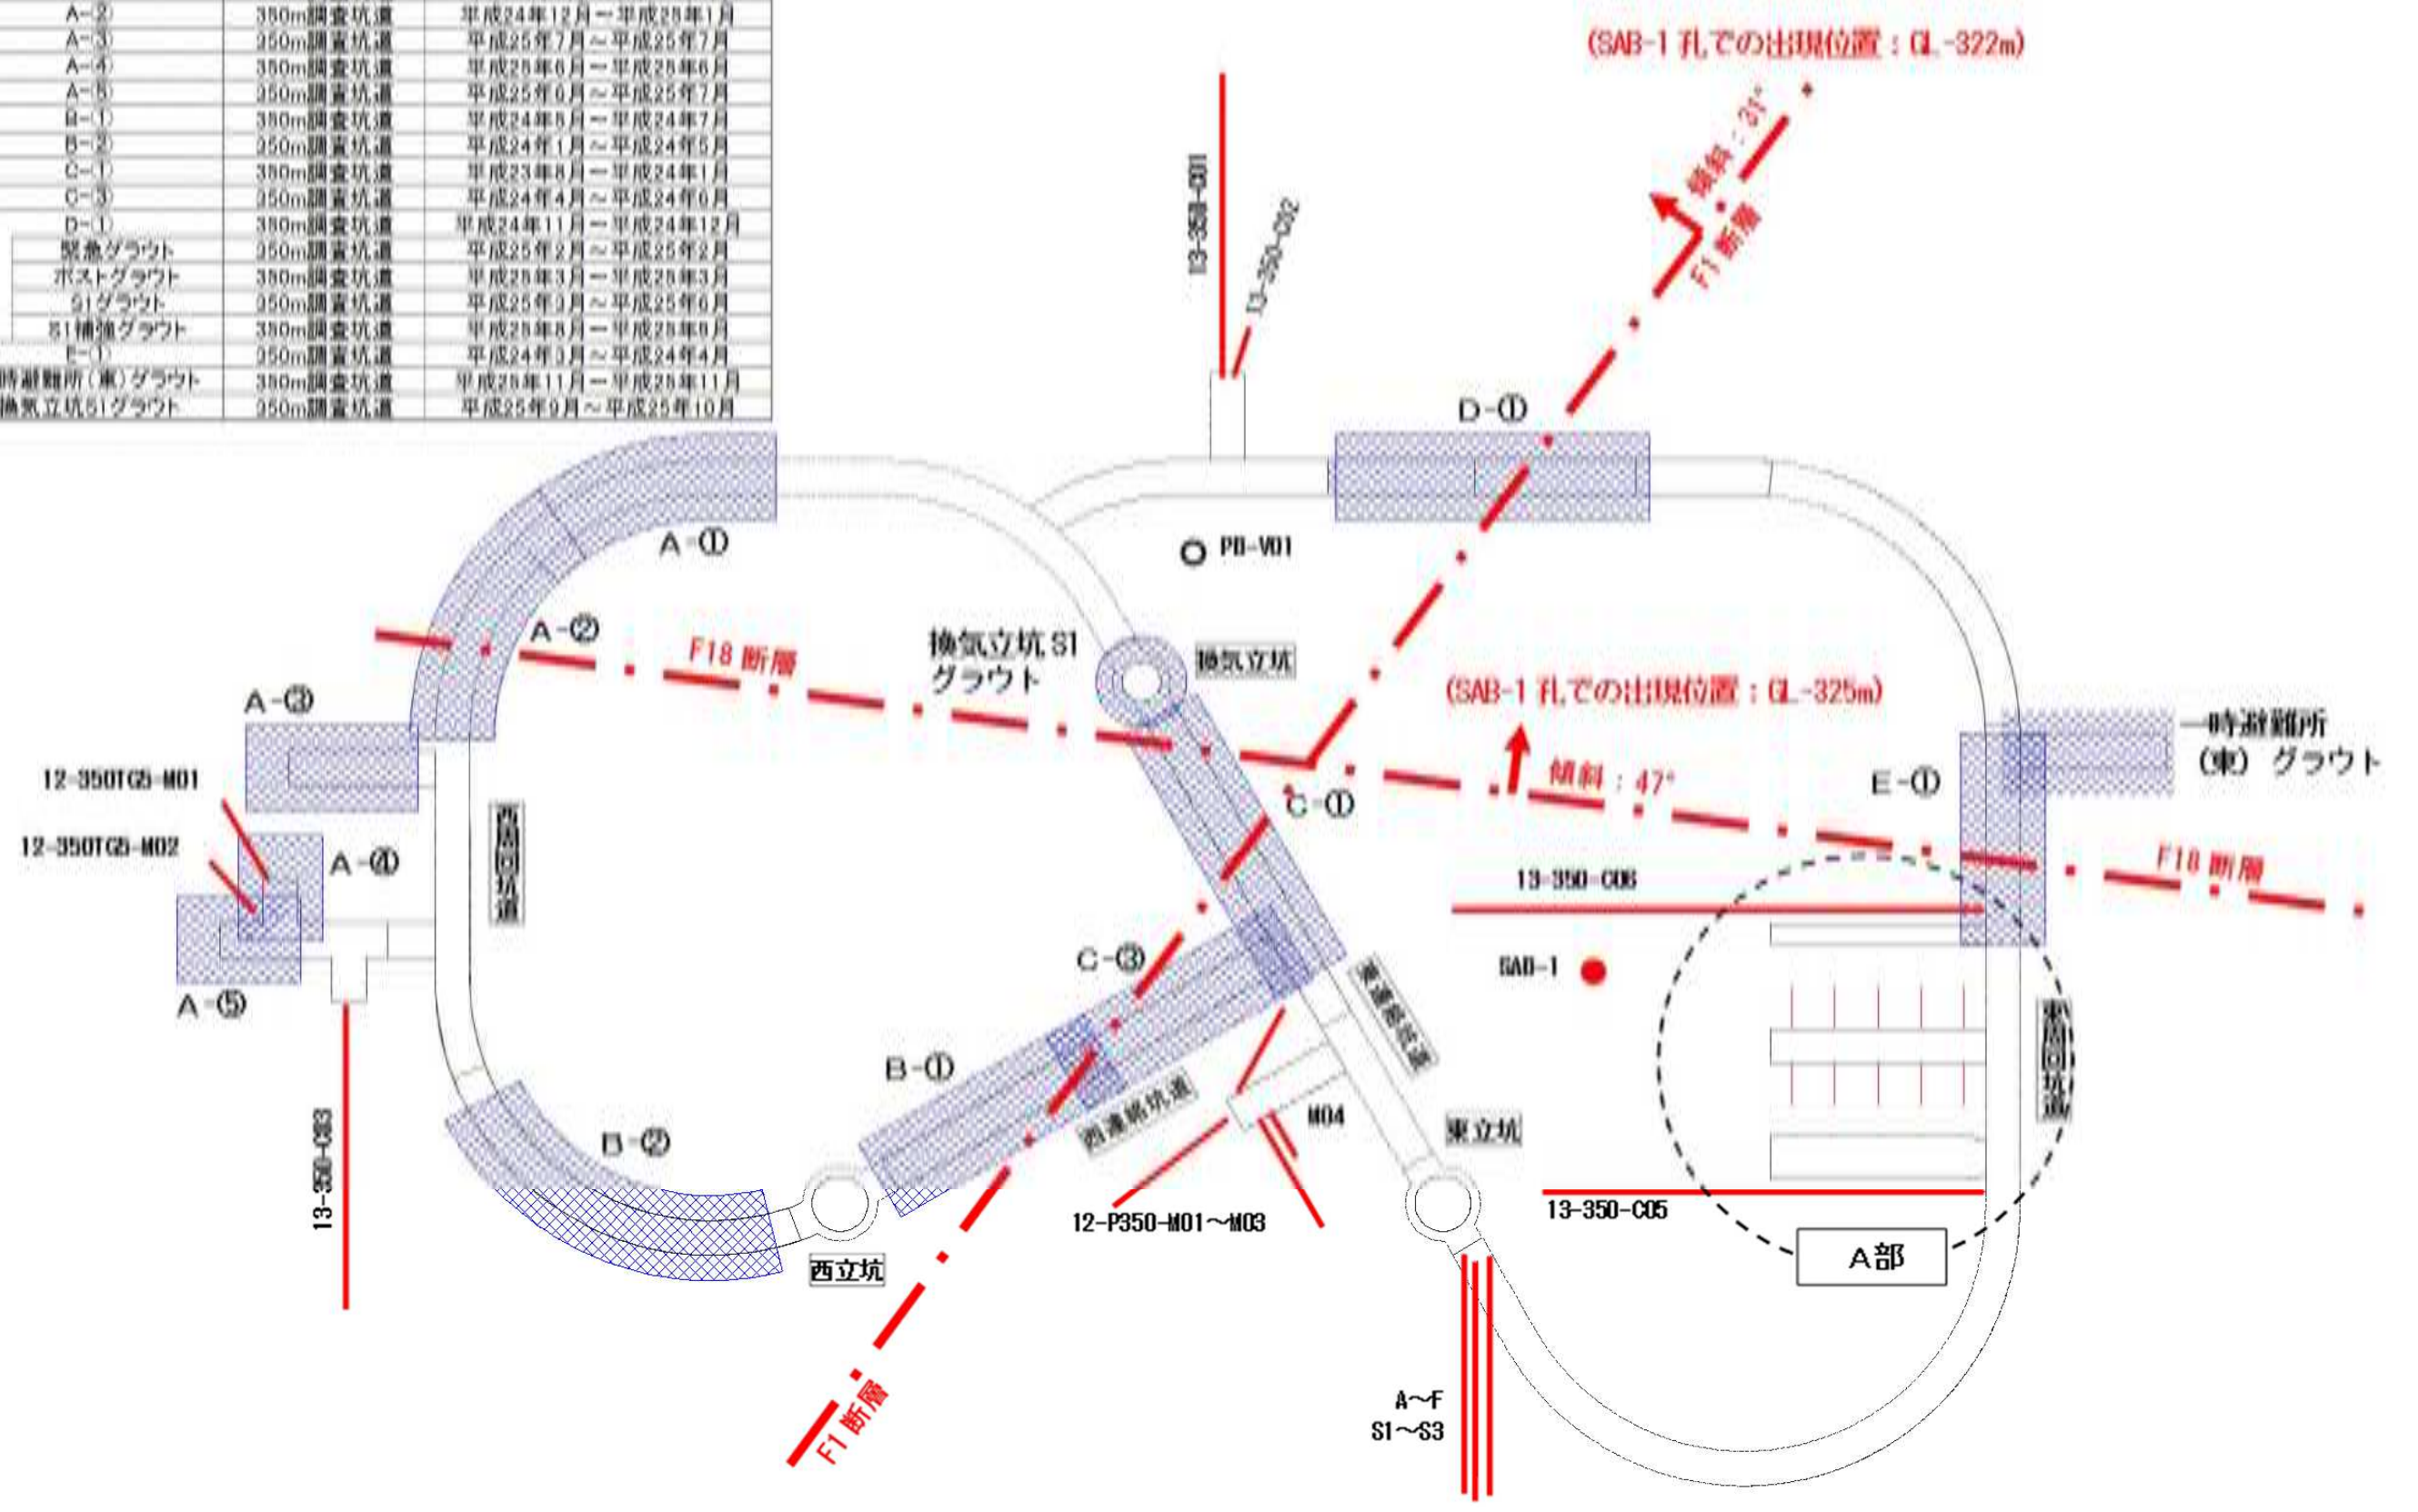 A-② 350m調査坑道 平成24年12月～平成25年1月
A-③ 350m調査坑道 平成25年7月～平成25年7月
A-④ 350m調査坑道 平成25年6月～平成25年6月
A-⑤ 350m調査坑道 平成25年6月～平成25年7月
B-① 350m調査坑道 平成24年5月～平成24年7月
B-② 350m調査坑道 平成24年1月～平成24年5月
C-① 350m調査坑道 平成23年8月～平成24年1月
C-③ 350m調査坑道 平成24年4月～平成24年6月
D-① 350m調査坑道 平成24年11月～平成24年12月
緊急グラウト 350m調査坑道 平成25年2月～平成25年2月
ポストグラウト 350m調査坑道 平成25年3月～平成25年3月
S1グラウト 350m調査坑道 平成25年3月～平成25年6月
S1補強グラウト 350m調査坑道 平成25年8月～平成25年8月
E-① 350m調査坑道 平成24年3月～平成24年4月
時避難所(東)グラウト 350m調査坑道 平成25年11月～平成25年11月
換気立坑S1グラウト 350m調査坑道 平成25年9月～平成25年10月
(SAB-1 孔での出現位置：GL-322m)
傾斜：31°
F1 断層
13-350-C01
13-350-C02
D-①
A-①
PB-V01
A-②
F18 断層
換気立坑 S1
グラウト
換気立坑
(SAB-1 孔での出現位置：GL-325m)
傾斜：47°
A-③
一時避難所
(東) グラウト
12-350TG5-M01
12-350TG5-M02
A-④
西周回坑道
C-①
E-①
F18 断層
13-350-C06
SAB-1
A-⑤
C-③
東連絡坑道
東周回坑道
B-①
西連絡坑道
M04
東立坑
B-②
13-350-C03
12-P350-M01～M03
13-350-C05
西立坑
A部
F1 断層
A～F
S1～S3